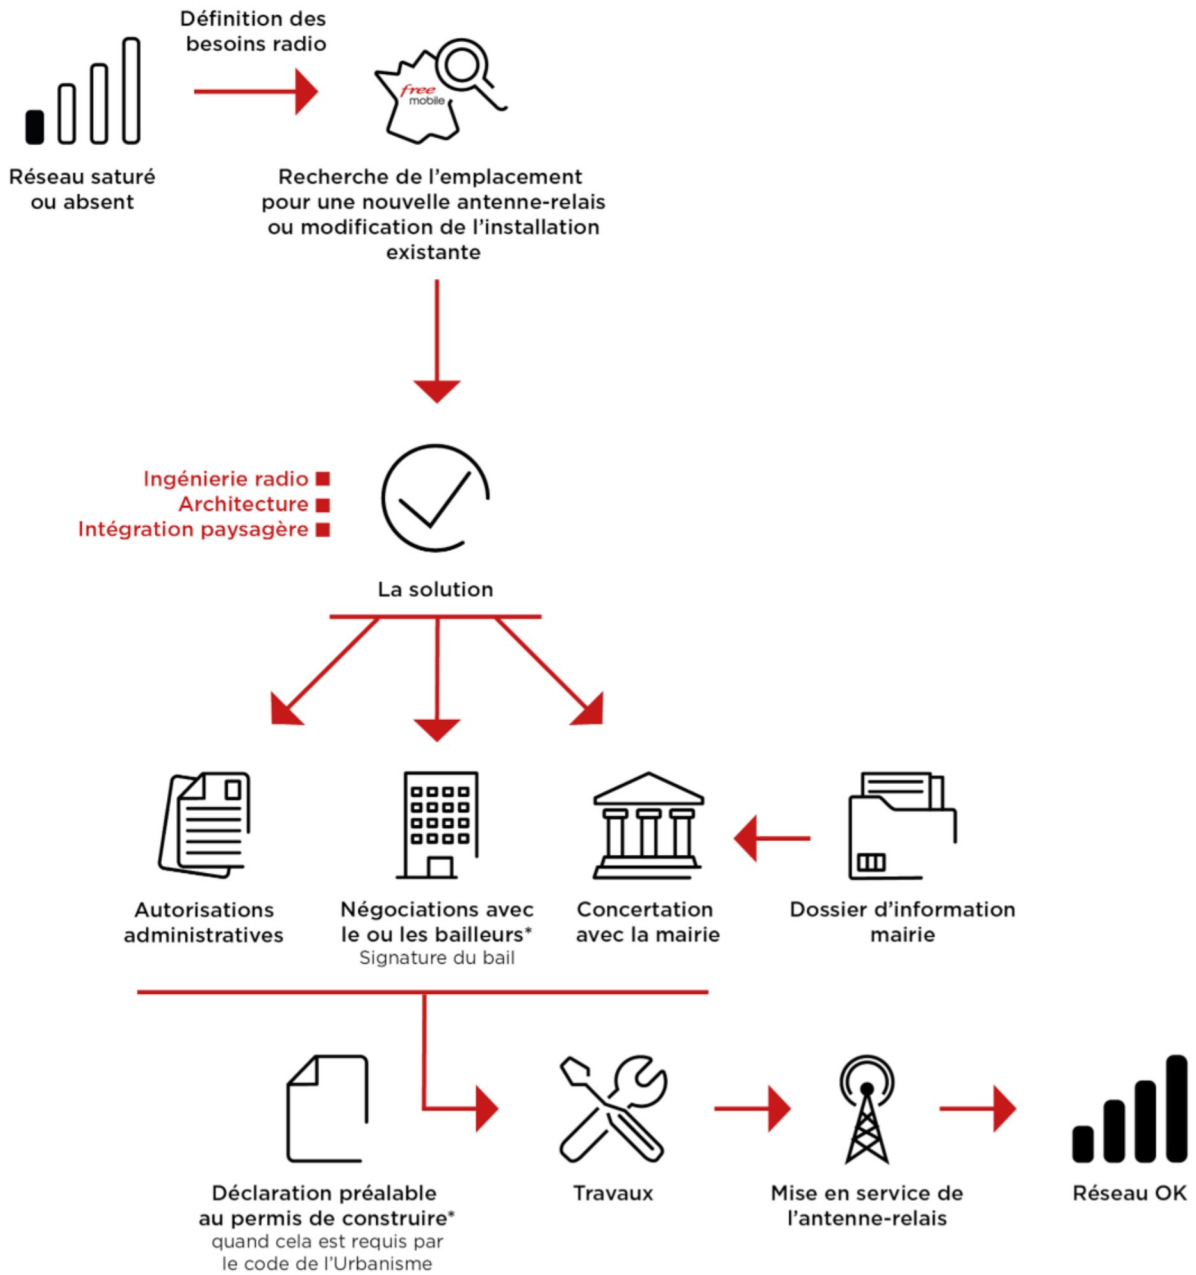 Définition des
besoins radio
free
mobile
Réseau saturé
ou absent
Recherche de l’emplacement
pour une nouvelle antenne-relais
ou modification de l’installation
existante
Ingénierie radio
Architecture
Intégration paysagère
La solution
Autorisations
administratives
Négociations avec
le ou les bailleurs*
Signature du bail
Concertation
avec la mairie
Dossier d’information
mairie
Déclaration préalable
au permis de construire*
quand cela est requis par
le code de l’Urbanisme
Travaux
Mise en service de
l’antenne-relais
Réseau OK